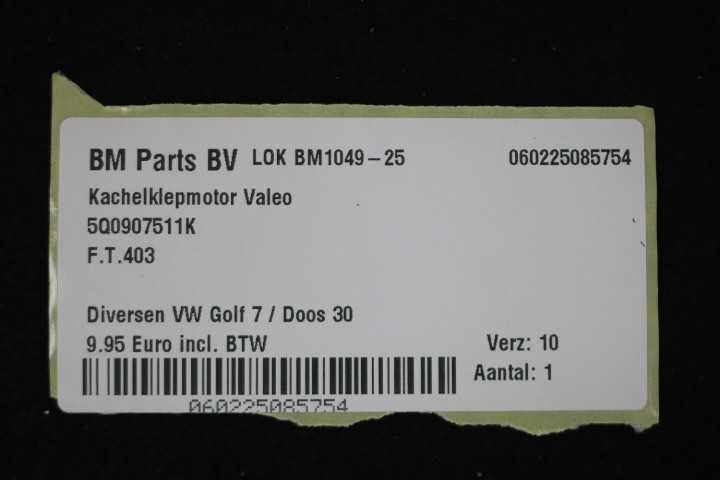 BM Parts BV LOK BM1049-25 060225085754
Kachelklepmotor Valeo
5Q0907511K
F.T.403
Diversen VW Golf 7 / Doos 30
9.95 Euro incl. BTW Verz: 10
Aantal: 1
060225085754